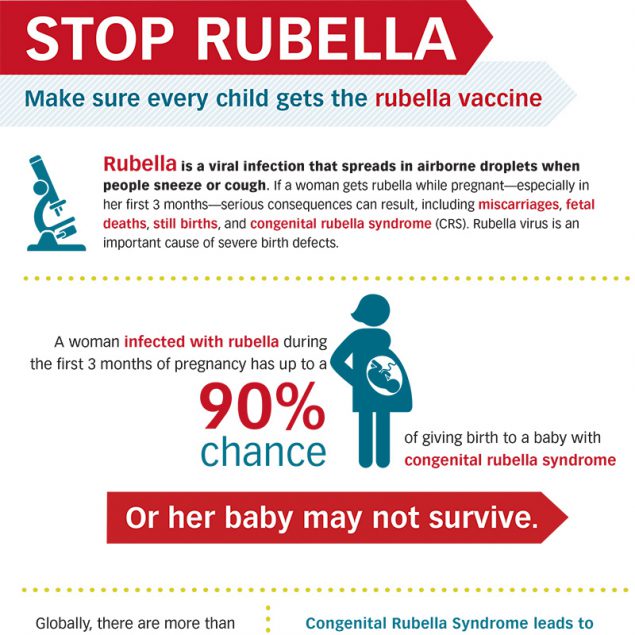 STOP RUBELLA
Make sure every child gets the rubella vaccine
Rubella is a viral infection that spreads in airborne droplets when
people sneeze or cough. If a woman gets rubella while pregnant—especially in
her first 3 months—serious consequences can result, including miscarriages, fetal
deaths, still births, and congenital rubella syndrome (CRS). Rubella virus is an
important cause of severe birth defects.
A woman infected with rubella during
the first 3 months of pregnancy has up to a
90%
chance
of giving birth to a baby with
congenital rubella syndrome
Or her baby may not survive.
Globally, there are more than
Congenital Rubella Syndrome leads to